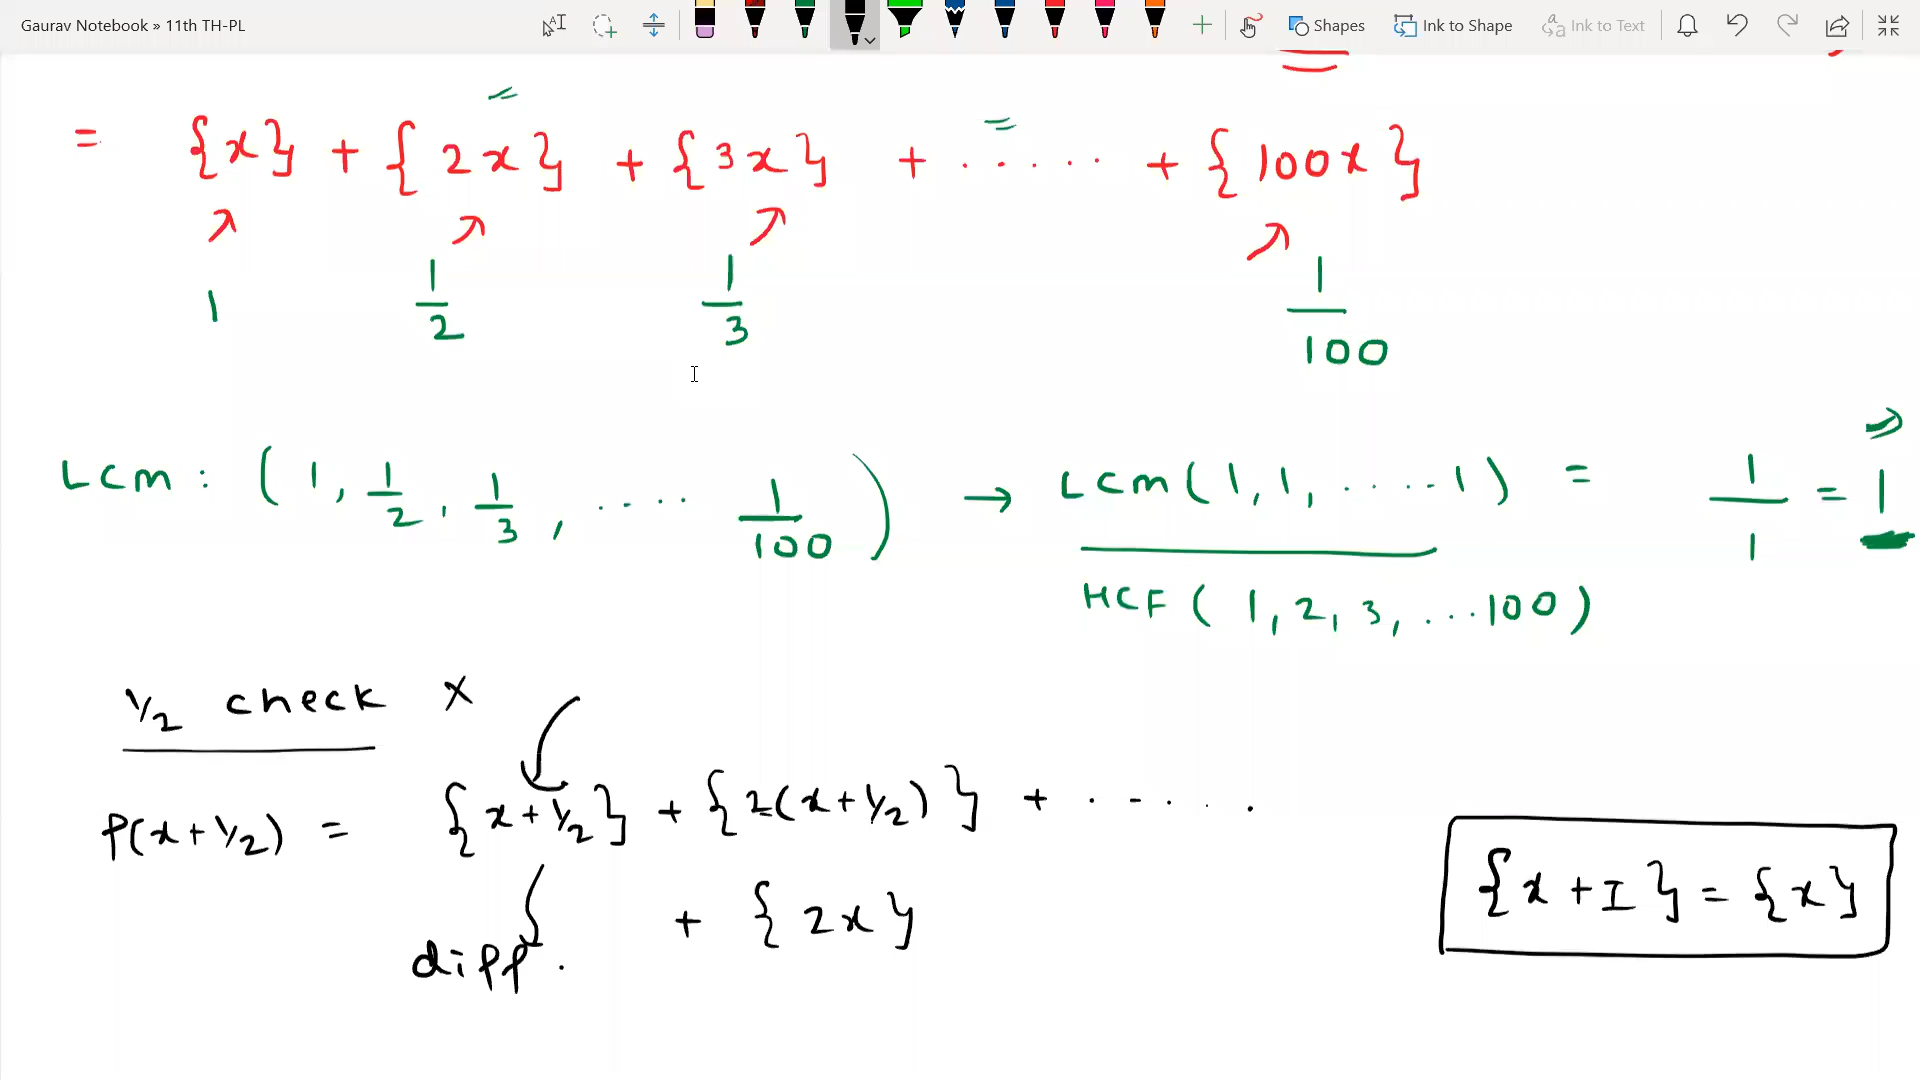 Gaurav Notebook » 11th TH-PL
Shapes Ink to Shape Ink to Text
= {x} + {2x} + {3x} + ..... + {100x}
1 1/2 1/3 1/100
LCM : (1, 1/2, 1/3, .... 1/100) → LCM(1, 1, .....1) / HCF (1, 2, 3, ...100) = 1/1 = 1
1/2 check x
f(x+1/2) = {x+1/2} + {2(x+1/2)} + ......
+ {2x}
diff.
{x+I} = {x}